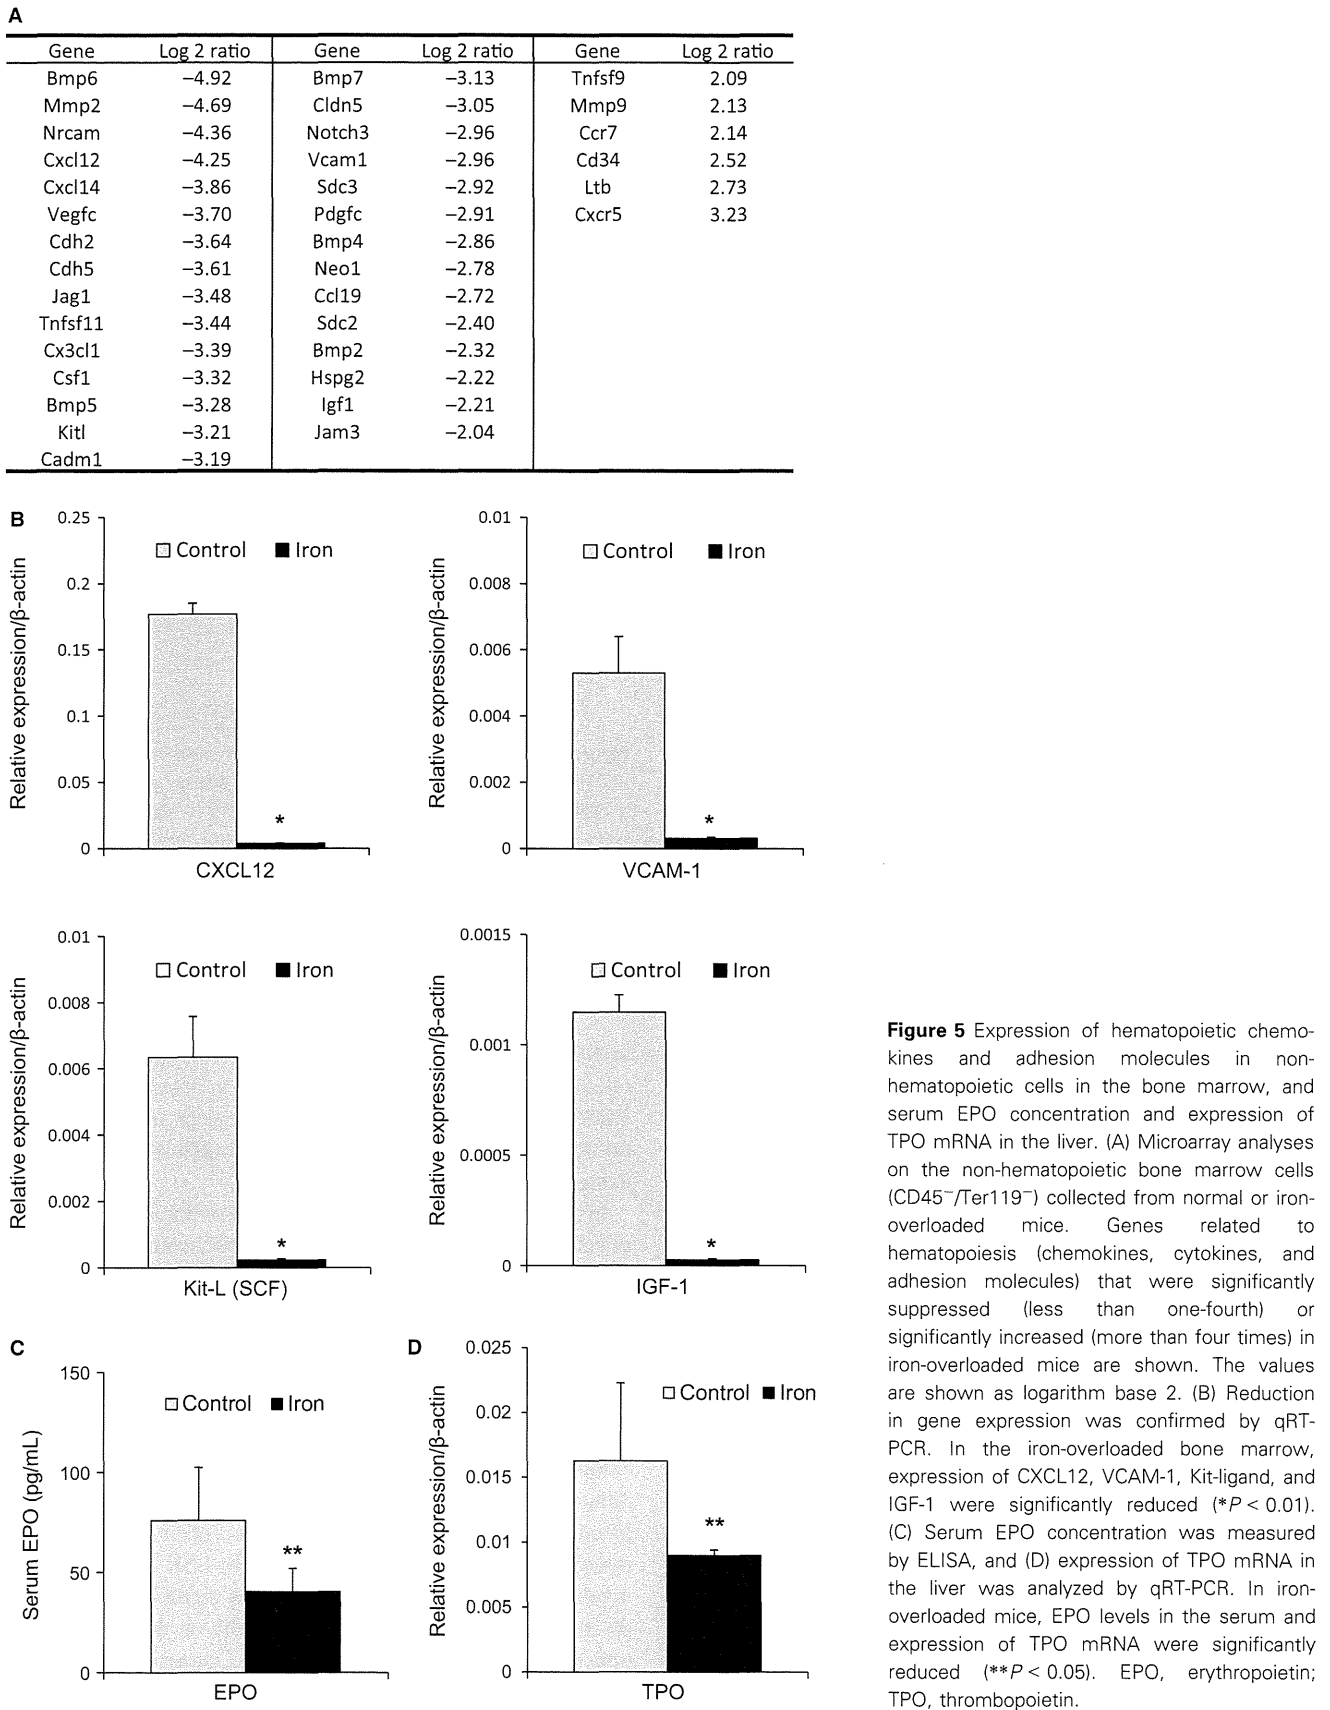 A
Gene Log 2 ratio Gene Log 2 ratio Gene Log 2 ratio
Bmp6 −4.92 Bmp7 −3.13 Tnfsf9 2.09
Mmp2 −4.69 Cldn5 −3.05 Mmp9 2.13
Nrcam −4.36 Notch3 −2.96 Ccr7 2.14
Cxcl12 −4.25 Vcam1 −2.96 Cd34 2.52
Cxcl14 −3.86 Sdc3 −2.92 Ltb 2.73
Vegfc −3.70 Pdgfc −2.91 Cxcr5 3.23
Cdh2 −3.64 Bmp4 −2.86
Cdh5 −3.61 Neo1 −2.78
Jag1 −3.48 Ccl19 −2.72
Tnfsf11 −3.44 Sdc2 −2.40
Cx3cl1 −3.39 Bmp2 −2.32
Csf1 −3.32 Hspg2 −2.22
Bmp5 −3.28 Igf1 −2.21
Kitl −3.21 Jam3 −2.04
Cadm1 −3.19
B
Relative expression/β-actin
0.25
0.2
0.15
0.1
0.05
0
Control Iron
*
CXCL12
Relative expression/β-actin
0.01
0.008
0.006
0.004
0.002
0
Control Iron
*
VCAM-1
Relative expression/β-actin
0.01
0.008
0.006
0.004
0.002
0
Control Iron
*
Kit-L (SCF)
Relative expression/β-actin
0.0015
0.001
0.0005
0
Control Iron
*
IGF-1
C
Serum EPO (pg/mL)
150
100
50
0
Control Iron
**
EPO
D
Relative expression/β-actin
0.025
0.02
0.015
0.01
0.005
0
Control Iron
**
TPO
Figure 5 Expression of hematopoietic chemo-
kines and adhesion molecules in non-
hematopoietic cells in the bone marrow, and
serum EPO concentration and expression of
TPO mRNA in the liver. (A) Microarray analyses
on the non-hematopoietic bone marrow cells
(CD45⁻/Ter119⁻) collected from normal or iron-
overloaded mice. Genes related to
hematopoiesis (chemokines, cytokines, and
adhesion molecules) that were significantly
suppressed (less than one-fourth) or
significantly increased (more than four times) in
iron-overloaded mice are shown. The values
are shown as logarithm base 2. (B) Reduction
in gene expression was confirmed by qRT-
PCR. In the iron-overloaded bone marrow,
expression of CXCL12, VCAM-1, Kit-ligand, and
IGF-1 were significantly reduced (*P < 0.01).
(C) Serum EPO concentration was measured
by ELISA, and (D) expression of TPO mRNA in
the liver was analyzed by qRT-PCR. In iron-
overloaded mice, EPO levels in the serum and
expression of TPO mRNA were significantly
reduced (**P < 0.05). EPO, erythropoietin;
TPO, thrombopoietin.